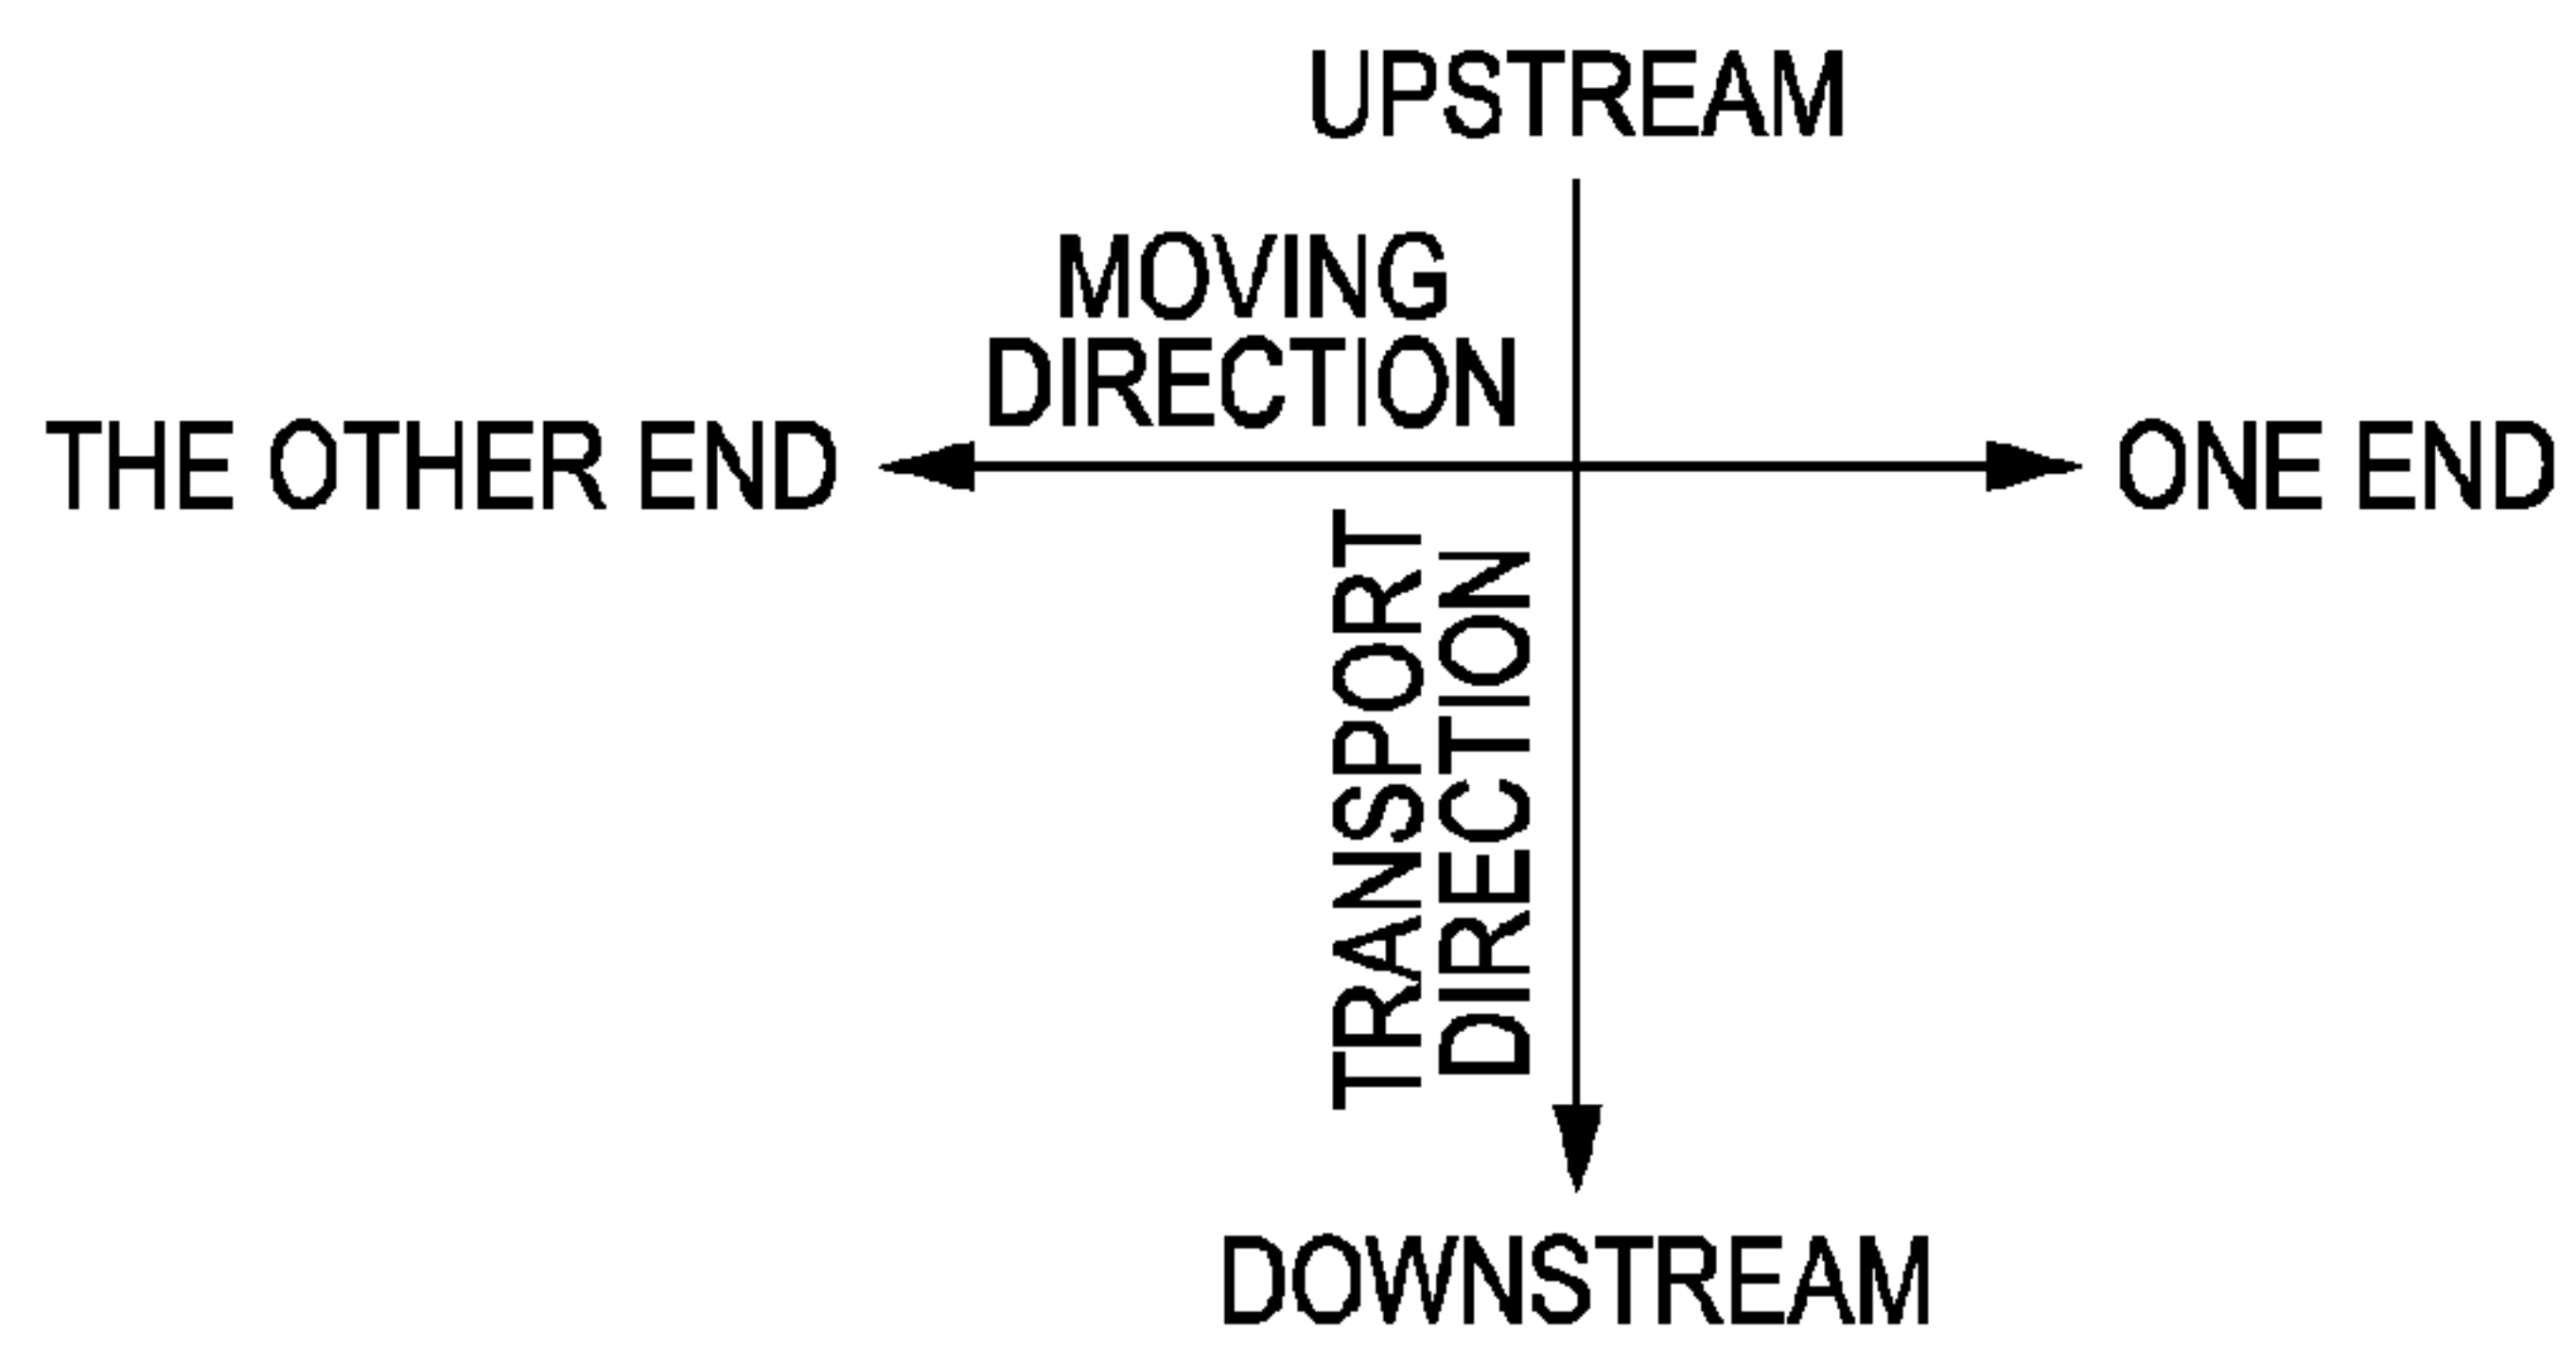 UPSTREAM
MOVING
DIRECTION
THE OTHER END
ONE END
TRANSPORT
DIRECTION
DOWNSTREAM